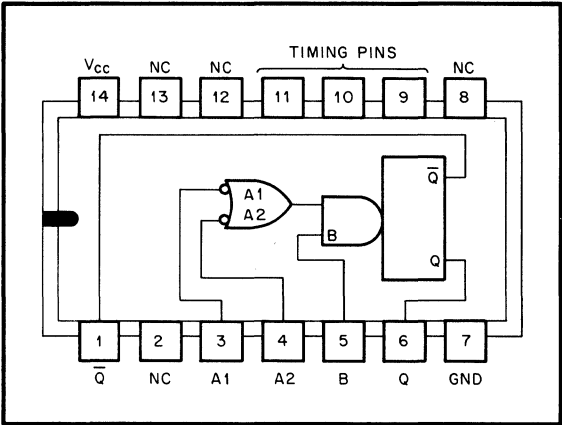 TIMING PINS
VCC NC NC NC
14 13 12 11 10 9 8
Q̅
A1
A2
B
Q
1 2 3 4 5 6 7
Q̅ NC A1 A2 B Q GND